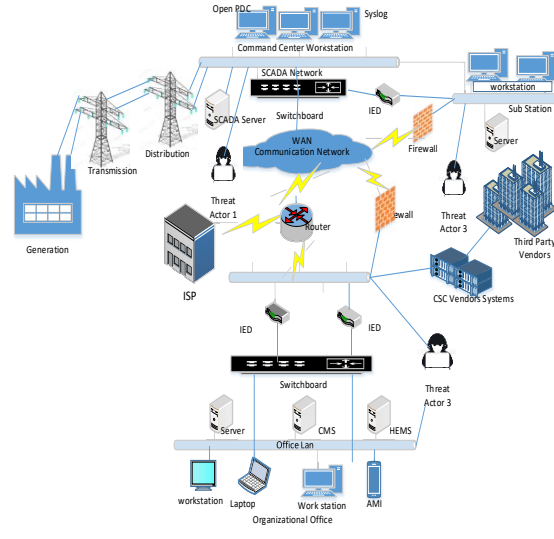 Open PDC
Syslog
Command Center Workstation
SCADA Network
workstation
IED
Sub Station
SCADA Server
Switchboard
Distribution
WAN
Communication Network
Firewall
Server
Transmission
Threat
Actor 1
Threat
Actor 3
Router
ewall
Third Party
Vendors
Generation
ISP
CSC Vendors Systems
IED
IED
Switchboard
Threat
Actor 3
Server
CMS
HEMS
Office Lan
workstation
Laptop
Work station
AMI
Organizational Office